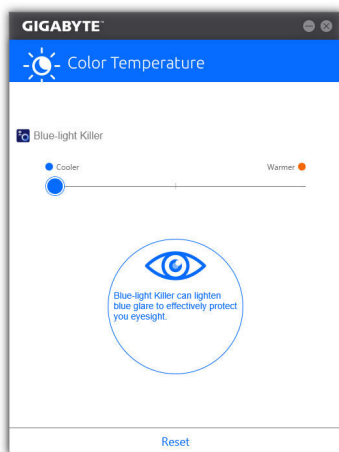 GIGABYTE™
Color Temperature
Blue-light Killer
Cooler Warmer
Blue-light Killer can lighten
blue glare to effectively protect
you eyesight.
Reset